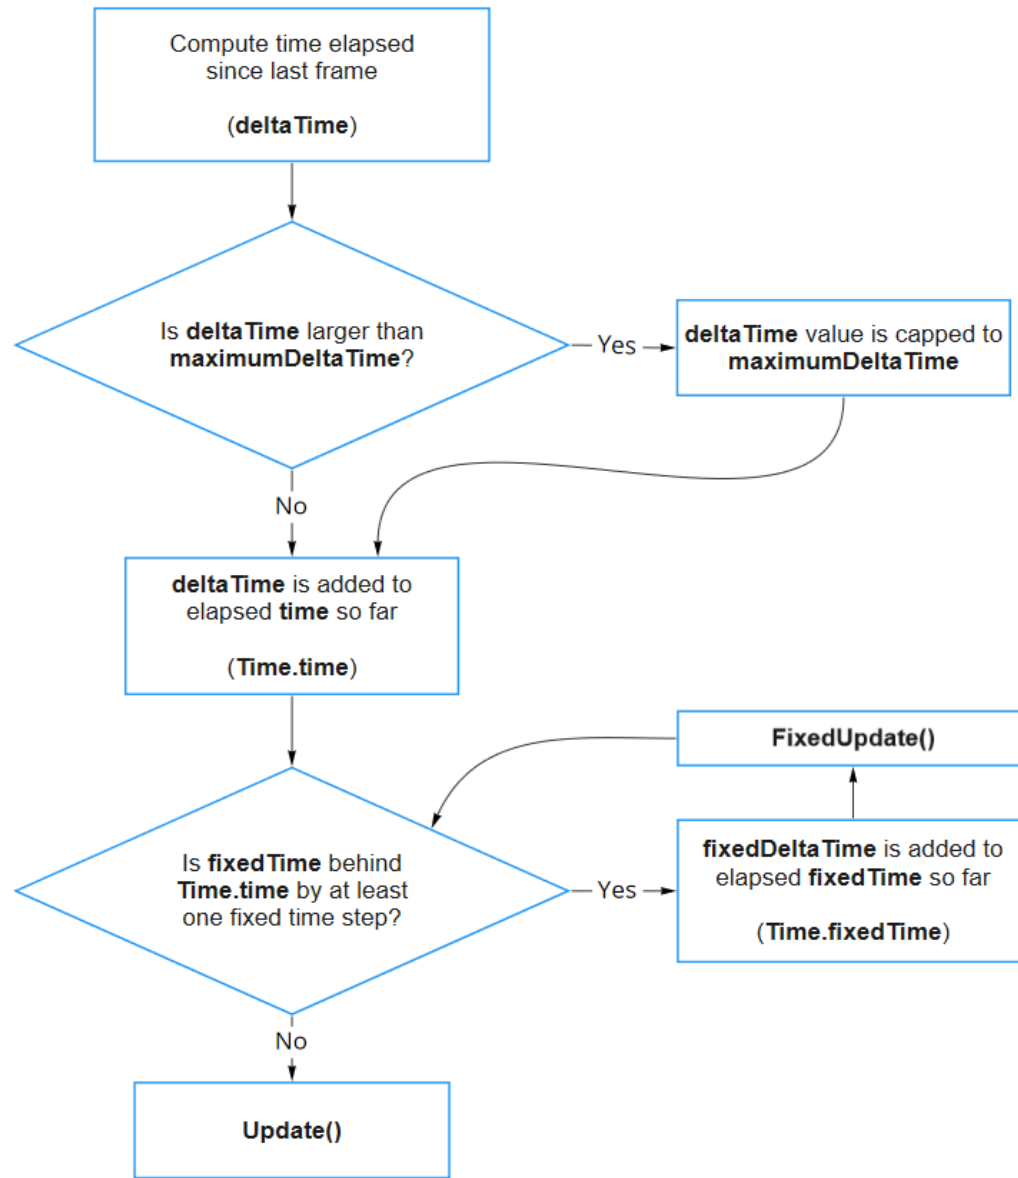 Compute time elapsed
since last frame
(deltaTime)
Is deltaTime larger than
maximumDeltaTime?
Yes
deltaTime value is capped to
maximumDeltaTime
No
deltaTime is added to
elapsed time so far
(Time.time)
FixedUpdate()
Is fixedTime behind
Time.time by at least
one fixed time step?
Yes
fixedDeltaTime is added to
elapsed fixedTime so far
(Time.fixedTime)
No
Update()